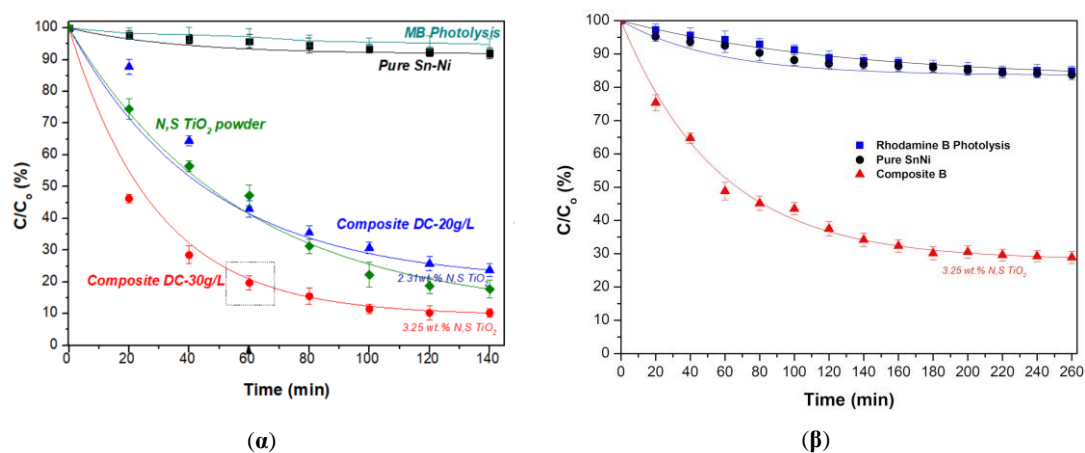 MB Photolysis
Pure Sn-Ni
N,S TiO₂ powder
Composite DC-20g/L
2.31wt.% N,S TiO₂
Composite DC-30g/L
3.25 wt.% N,S TiO₂
C/Cₒ (%)
100
90
80
70
60
50
40
30
20
10
0
0 20 40 60 80 100 120 140
Time (min)
(α)
Rhodamine B Photolysis
Pure SnNi
Composite B
3.25 wt.% N,S TiO₂
C/Cₒ (%)
100
90
80
70
60
50
40
30
20
10
0
0 20 40 60 80 100 120 140 160 180 200 220 240 260
Time (min)
(β)